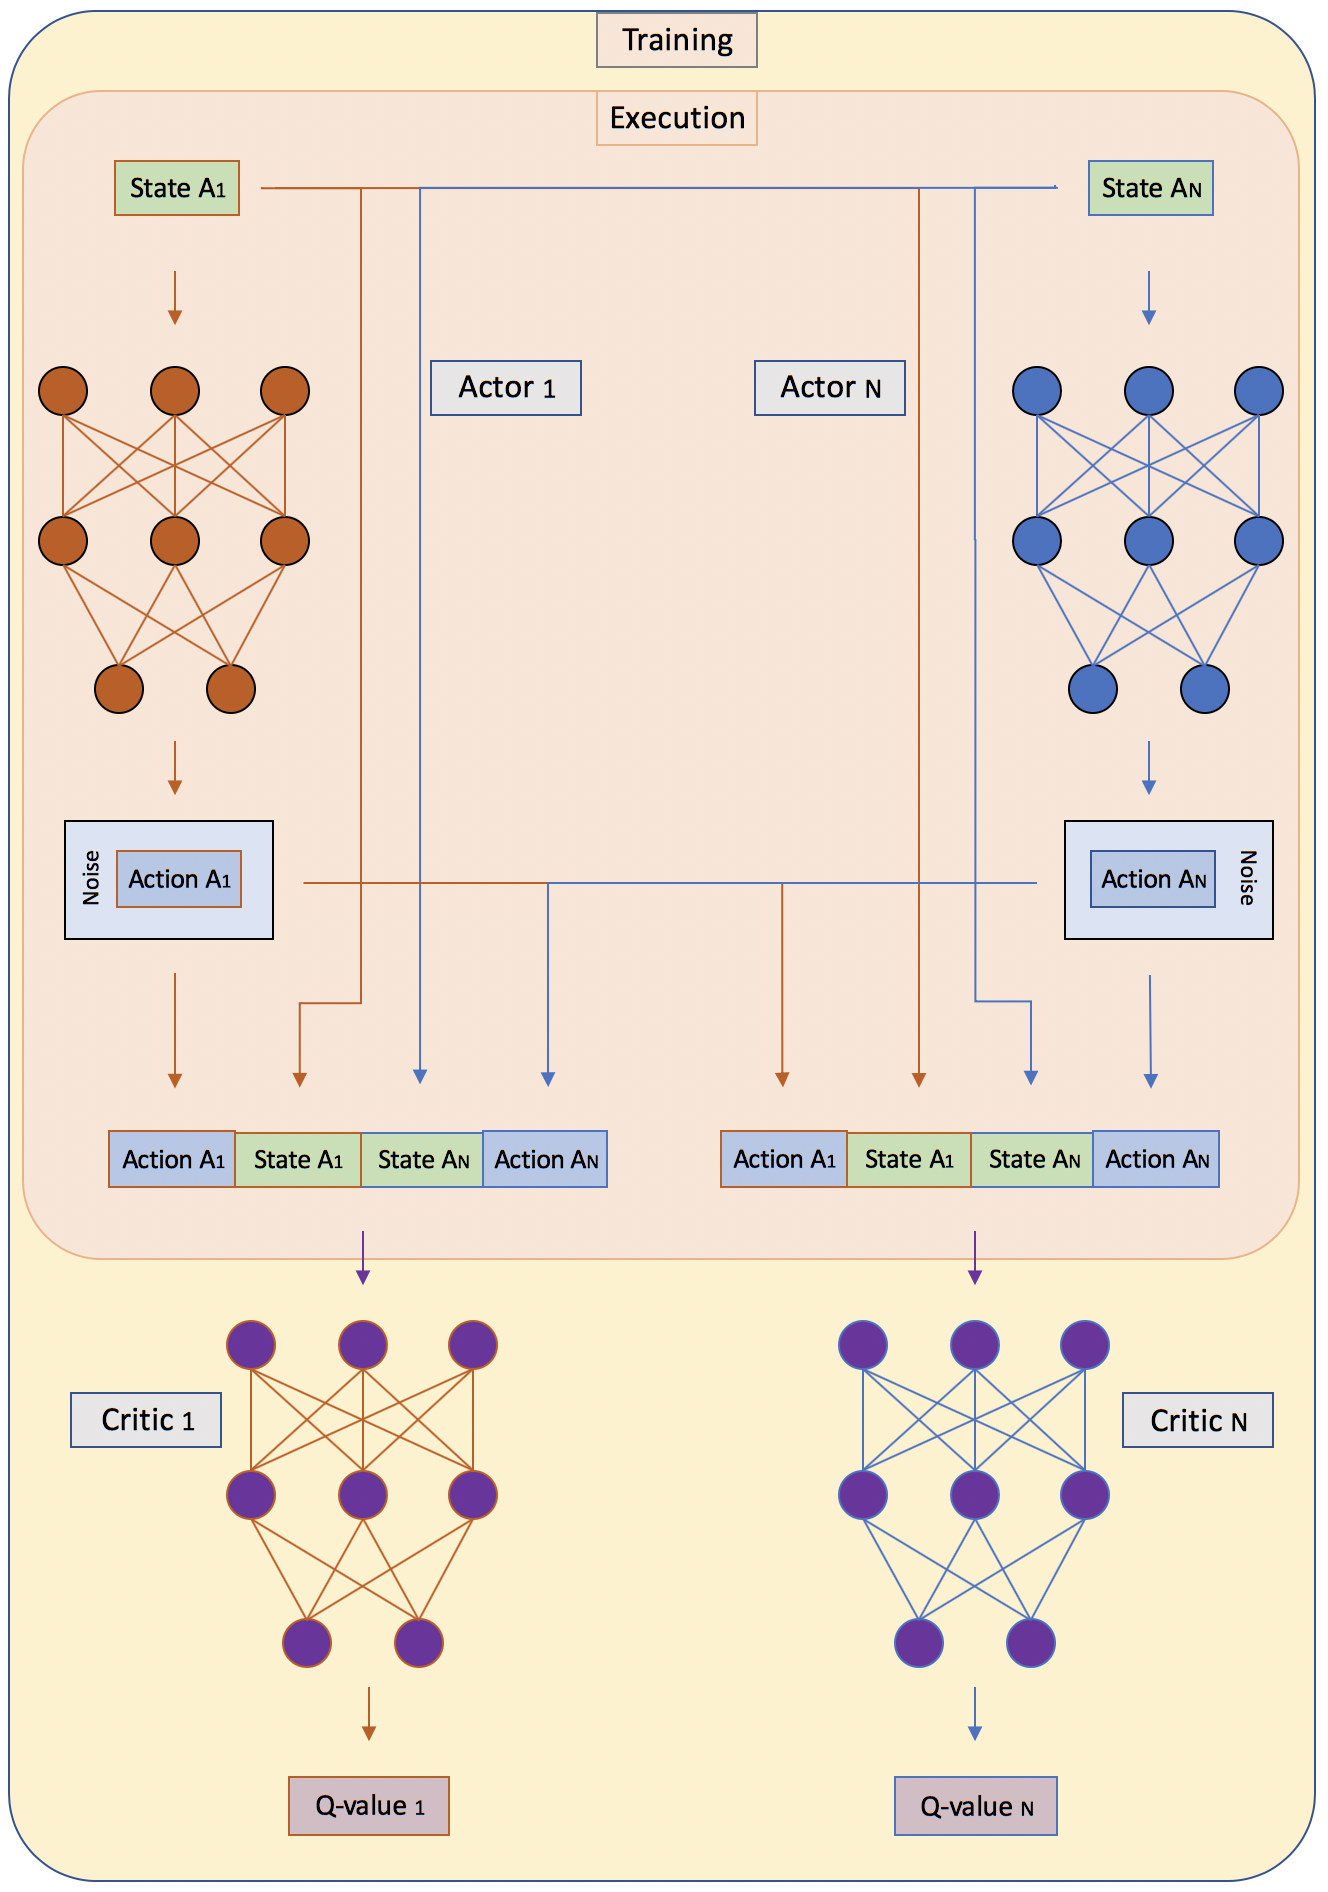 Training
Execution
State A1
State AN
Actor 1
Actor N
Noise
Action A1
Action AN
Noise
Action A1
State A1
State AN
Action AN
Action A1
State A1
State AN
Action AN
Critic 1
Critic N
Q-value 1
Q-value N